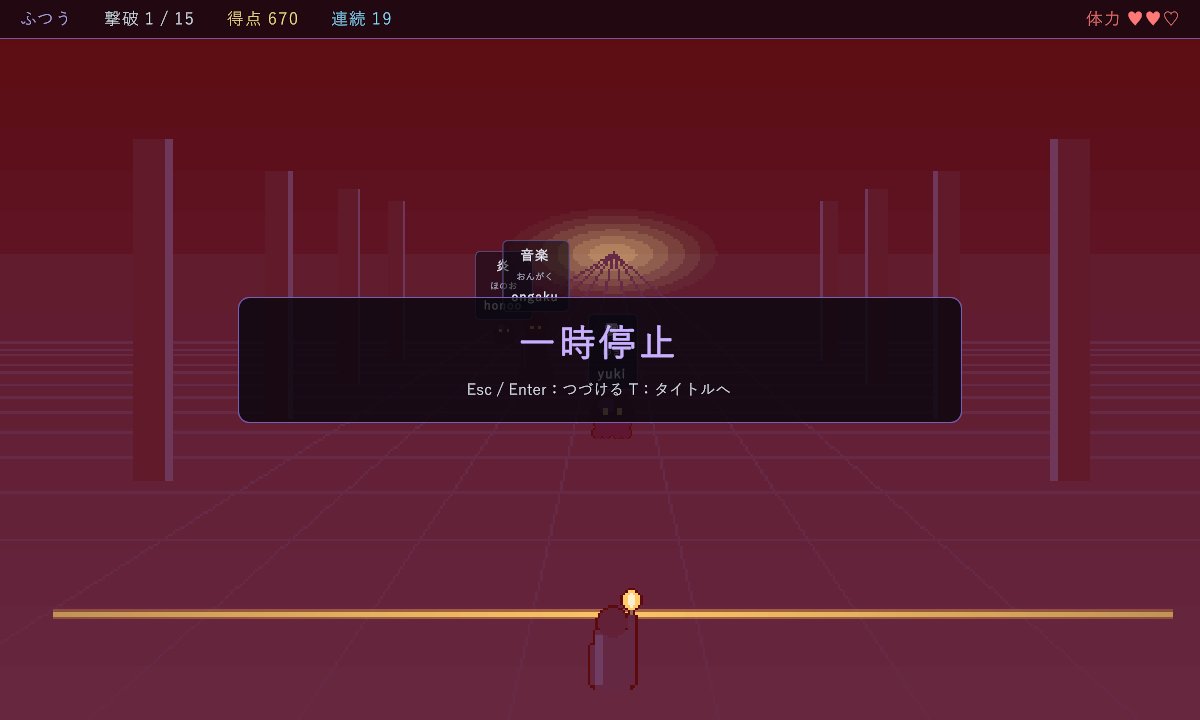 ふつう 撃破 1 / 15 得点 670 連続 19 体力 ♥♥♡
音楽
おんがく
ongaku
炎
ほのお
一時停止
yuki
Esc / Enter：つづける T：タイトルへ